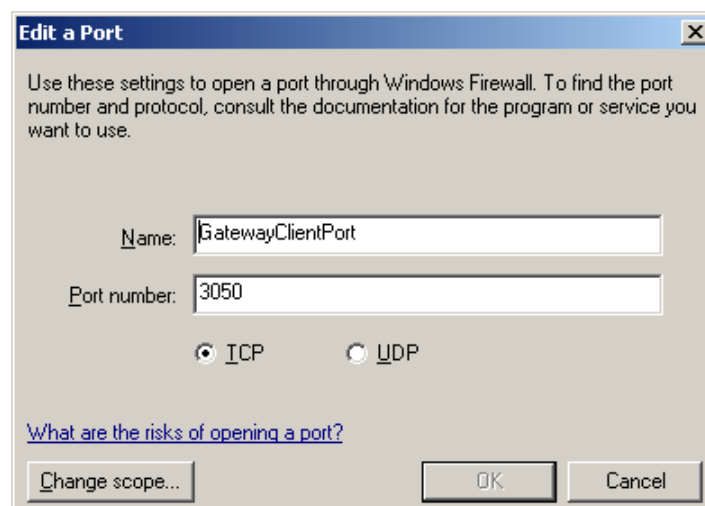 Edit a Port
Use these settings to open a port through Windows Firewall. To find the port
number and protocol, consult the documentation for the program or service you
want to use.
Name: GatewayClientPort
Port number: 3050
TCP UDP
What are the risks of opening a port?
Change scope... OK Cancel